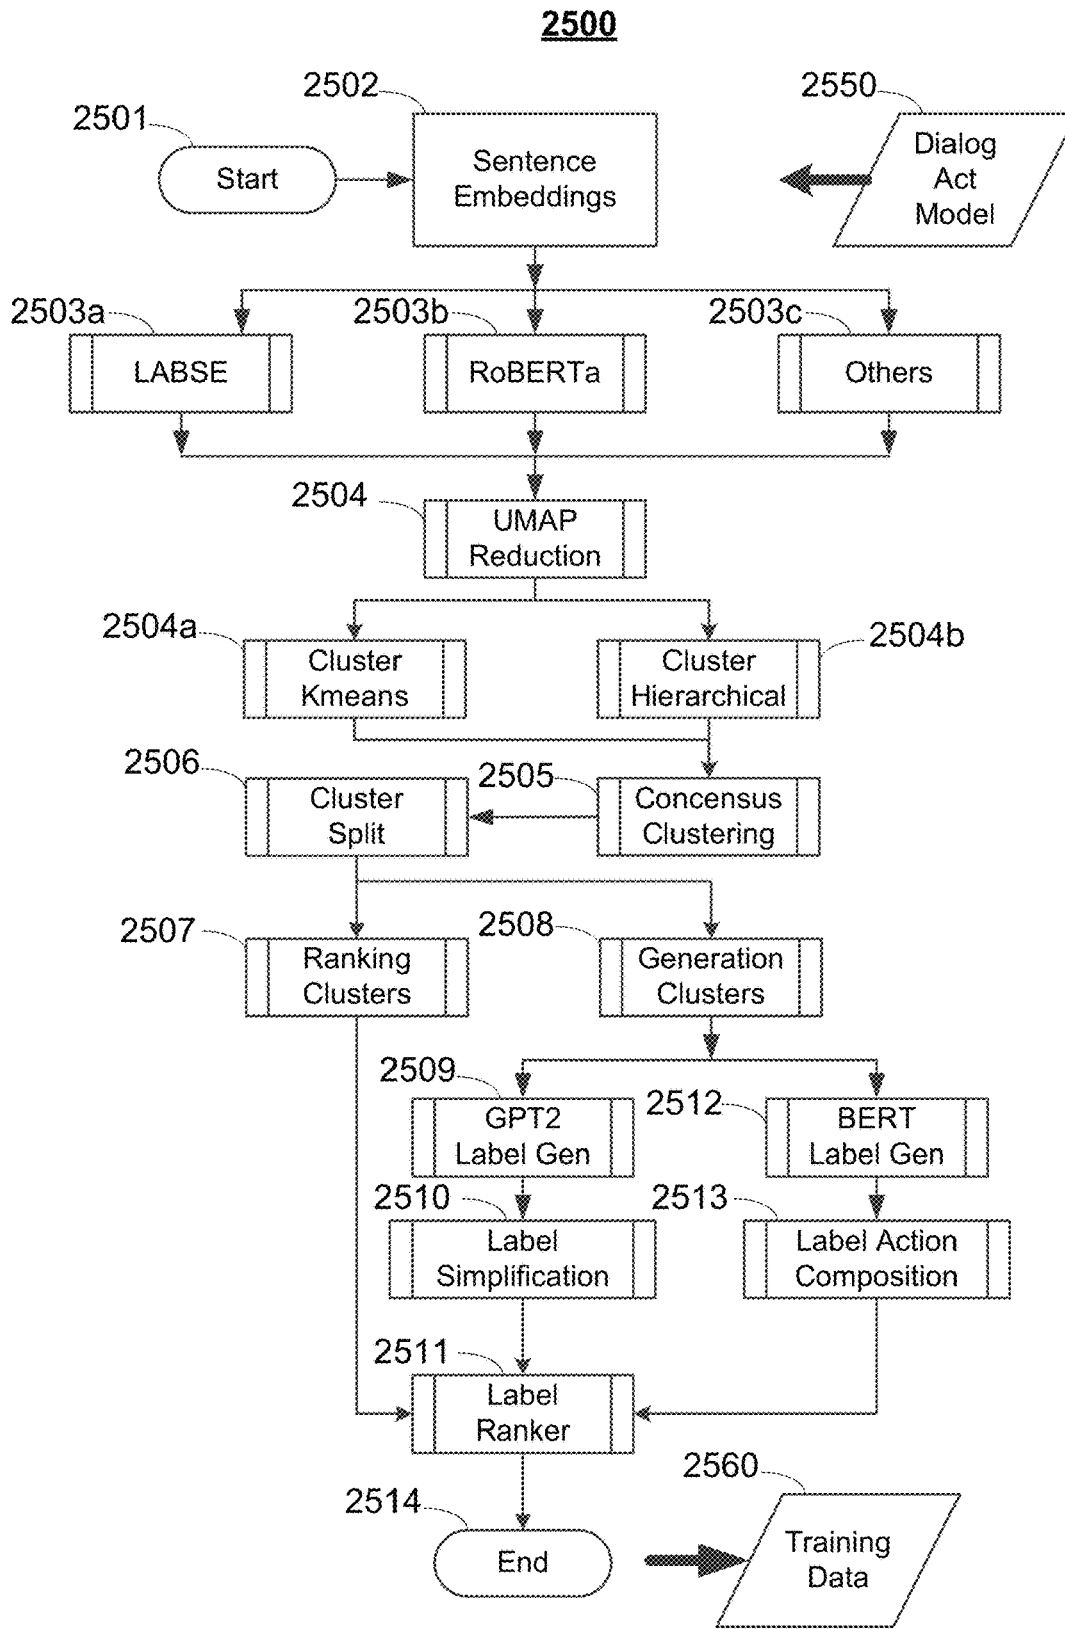 2500
2501
Start
2502
Sentence
Embeddings
2550
Dialog
Act
Model
2503a
LABSE
2503b
RoBERTa
2503c
Others
2504
UMAP
Reduction
2504a
Cluster
Kmeans
2504b
Cluster
Hierarchical
2506
Cluster
Split
2505
Concensus
Clustering
2507
Ranking
Clusters
2508
Generation
Clusters
2509
GPT2
Label Gen
2512
BERT
Label Gen
2510
Label
Simplification
2513
Label Action
Composition
2511
Label
Ranker
2514
End
2560
Training
Data